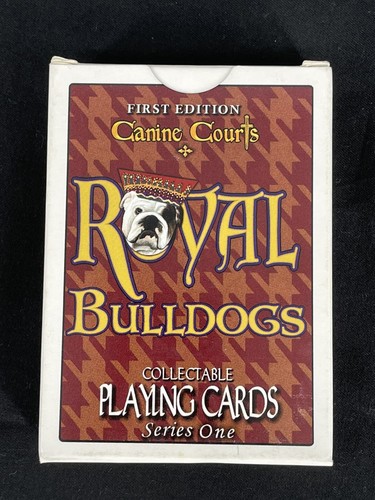 FIRST EDITION
Canine Courts
ROYAL
BULLDOGS
COLLECTABLE
PLAYING CARDS
Series One